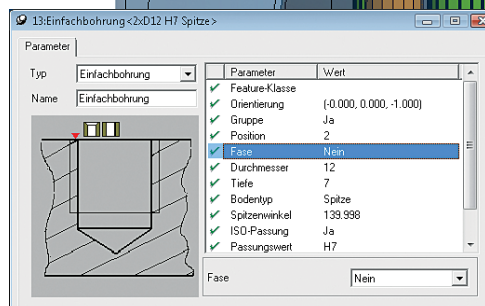 13:Einfachbohrung<2xD12 H7 Spitze>
Parameter
Typ Einfachbohrung
Name Einfachbohrung
Parameter Wert
Feature-Klasse
Orientierung (-0.000, 0.000, -1.000)
Gruppe Ja
Position 2
Fase Nein
Durchmesser 12
Tiefe 7
Bodentyp Spitze
Spitzenwinkel 139.998
ISO-Passung Ja
Passungswert H7
Fase Nein